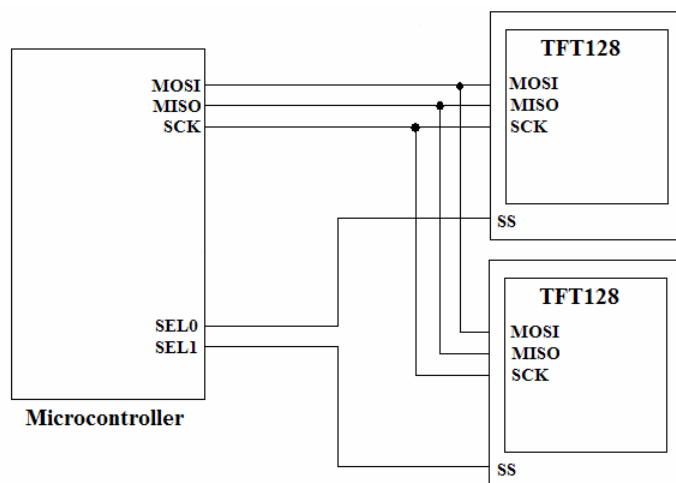 MOSI
MISO
SCK
SEL0
SEL1
Microcontroller
TFT128
MOSI
MISO
SCK
SS
TFT128
MOSI
MISO
SCK
SS